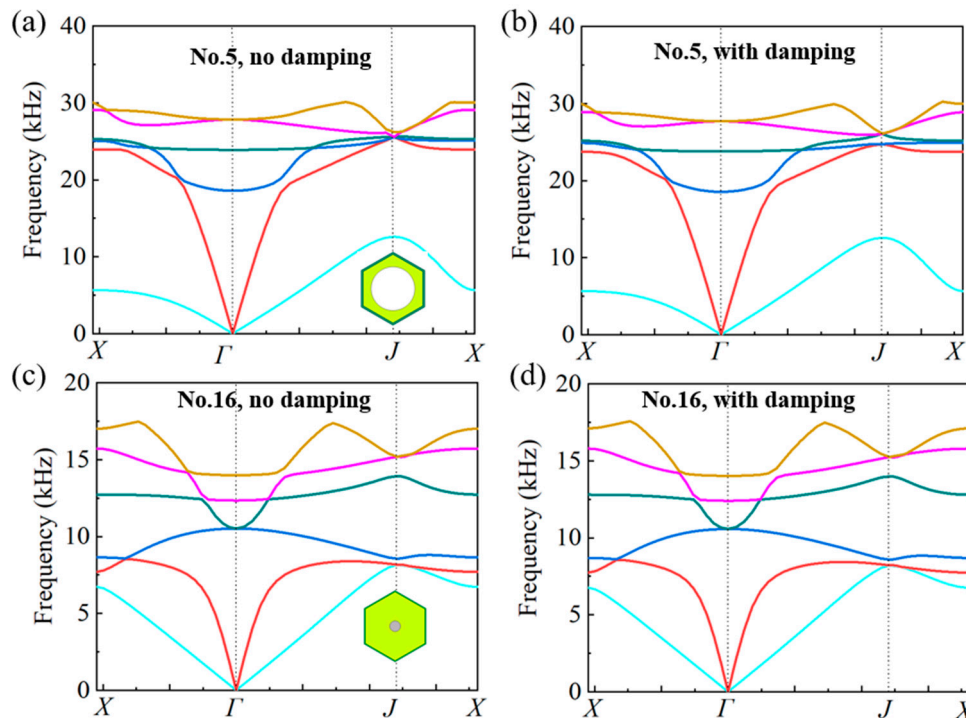 (a)
No.5, no damping
Frequency (kHz)
40
30
20
10
0
X Γ J X
(b)
No.5, with damping
Frequency (kHz)
40
30
20
10
0
X Γ J X
(c)
No.16, no damping
Frequency (kHz)
20
15
10
5
0
X Γ J X
(d)
No.16, with damping
Frequency (kHz)
20
15
10
5
0
X Γ J X